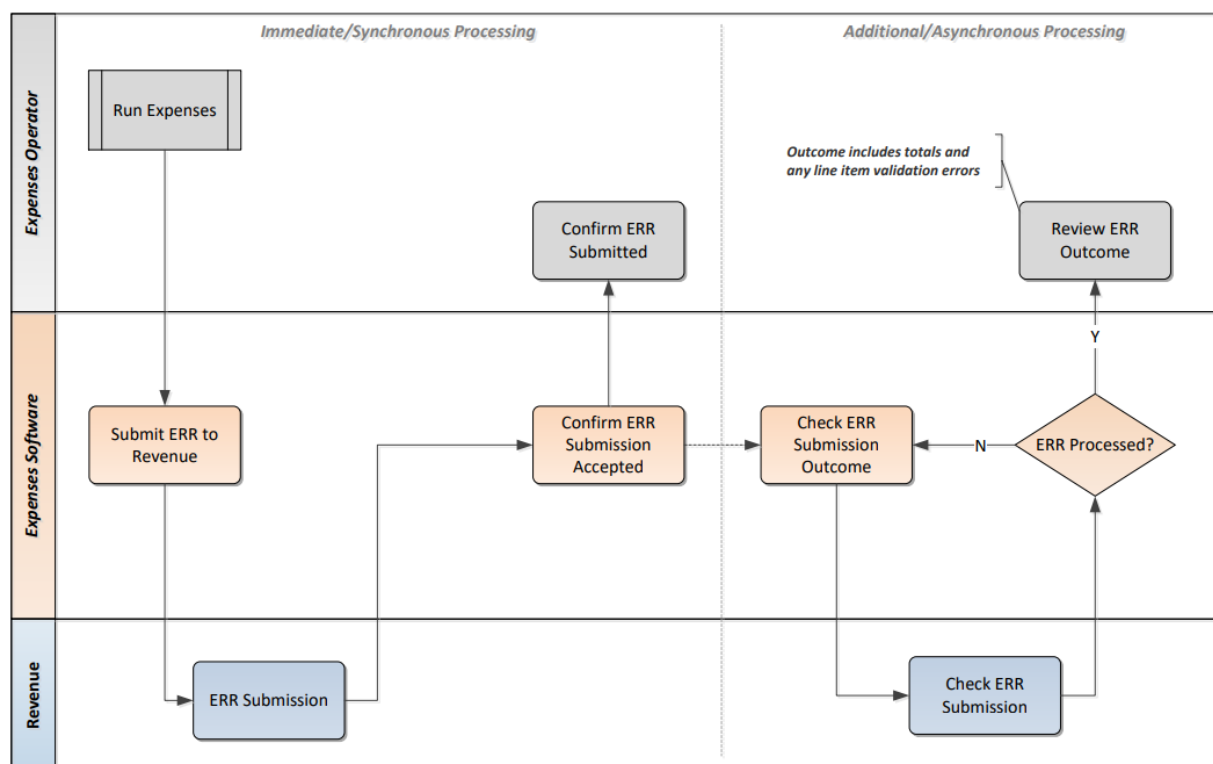 Immediate/Synchronous Processing
Additional/Asynchronous Processing
Expenses Operator
Run Expenses
Outcome includes totals and
any line item validation errors
Confirm ERR
Submitted
Review ERR
Outcome
Y
Expenses Software
Submit ERR to
Revenue
Confirm ERR
Submission
Accepted
Check ERR
Submission
Outcome
N
ERR Processed?
Revenue
ERR Submission
Check ERR
Submission